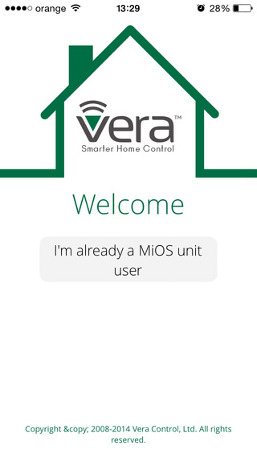 orange 13:29 28%
vera™
Smarter Home Control
Welcome
I'm already a MiOS unit
user
Copyright &copy; 2008-2014 Vera Control, Ltd. All rights
reserved.